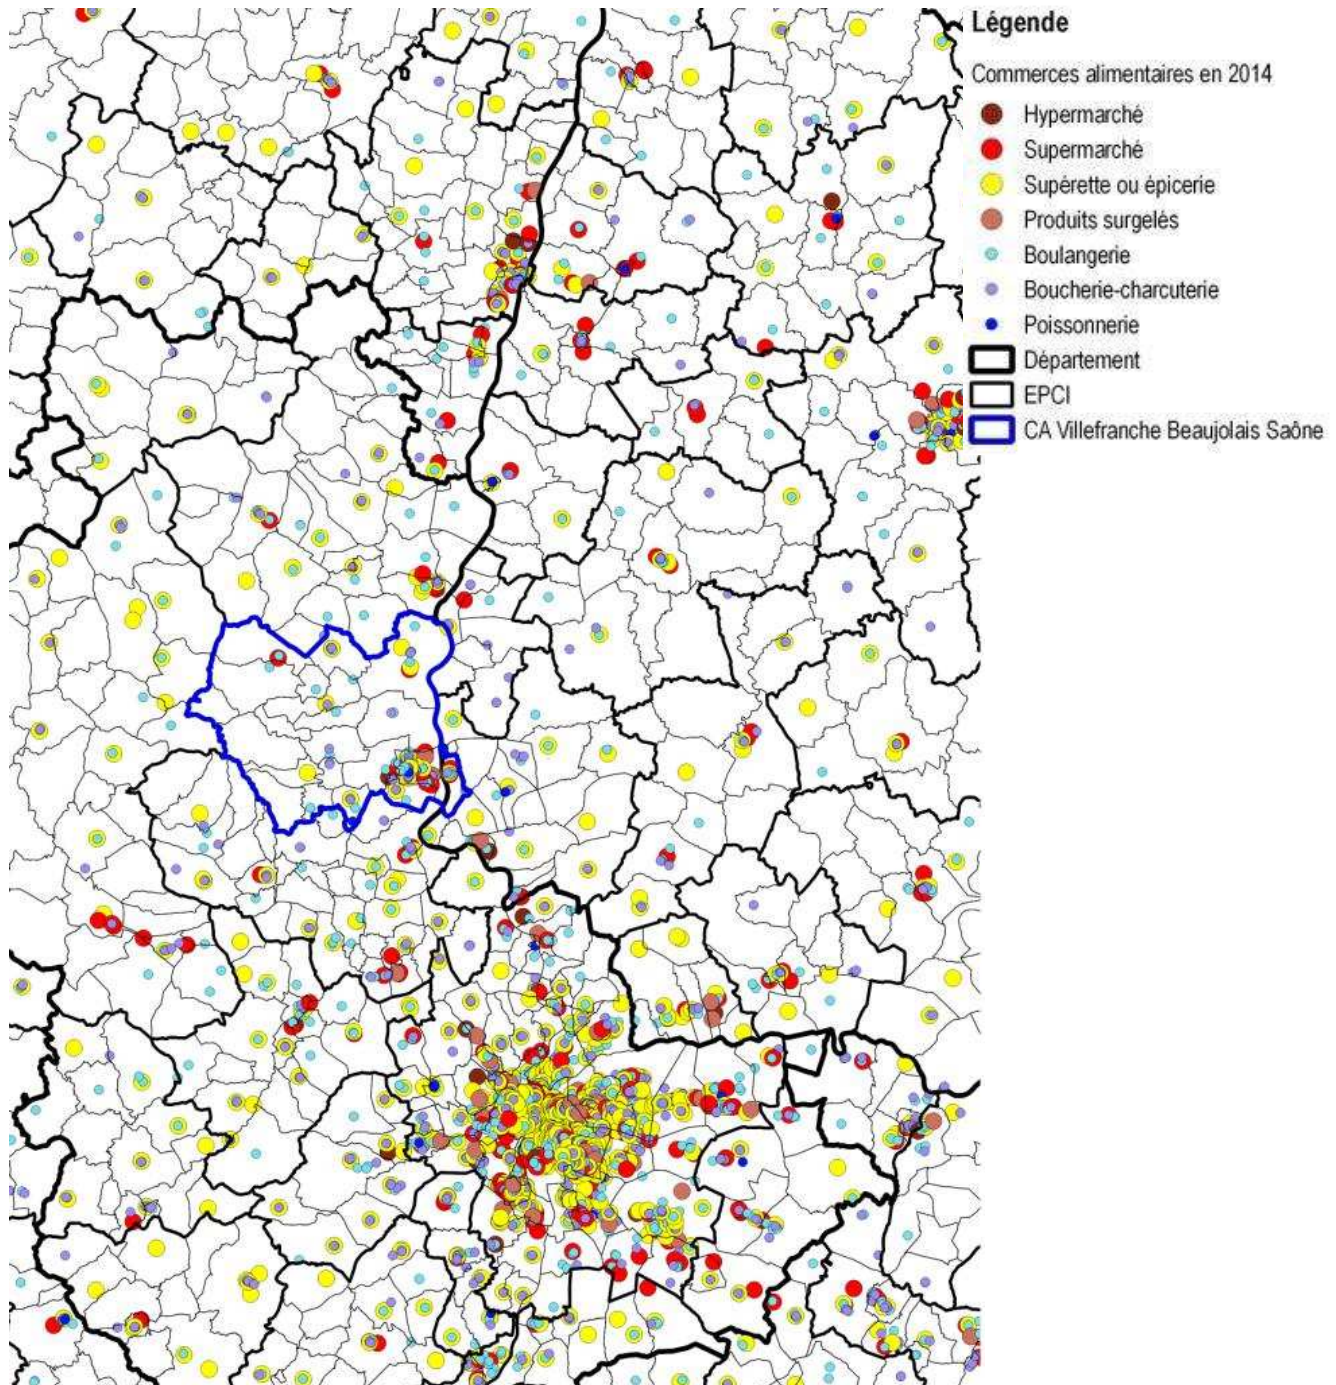 Légende
Commerces alimentaires en 2014
Hypermarché
Supermarché
Supérette ou épicerie
Produits surgelés
Boulangerie
Boucherie-charcuterie
Poissonnerie
Département
EPCI
CA Villefranche Beaujolais Saône